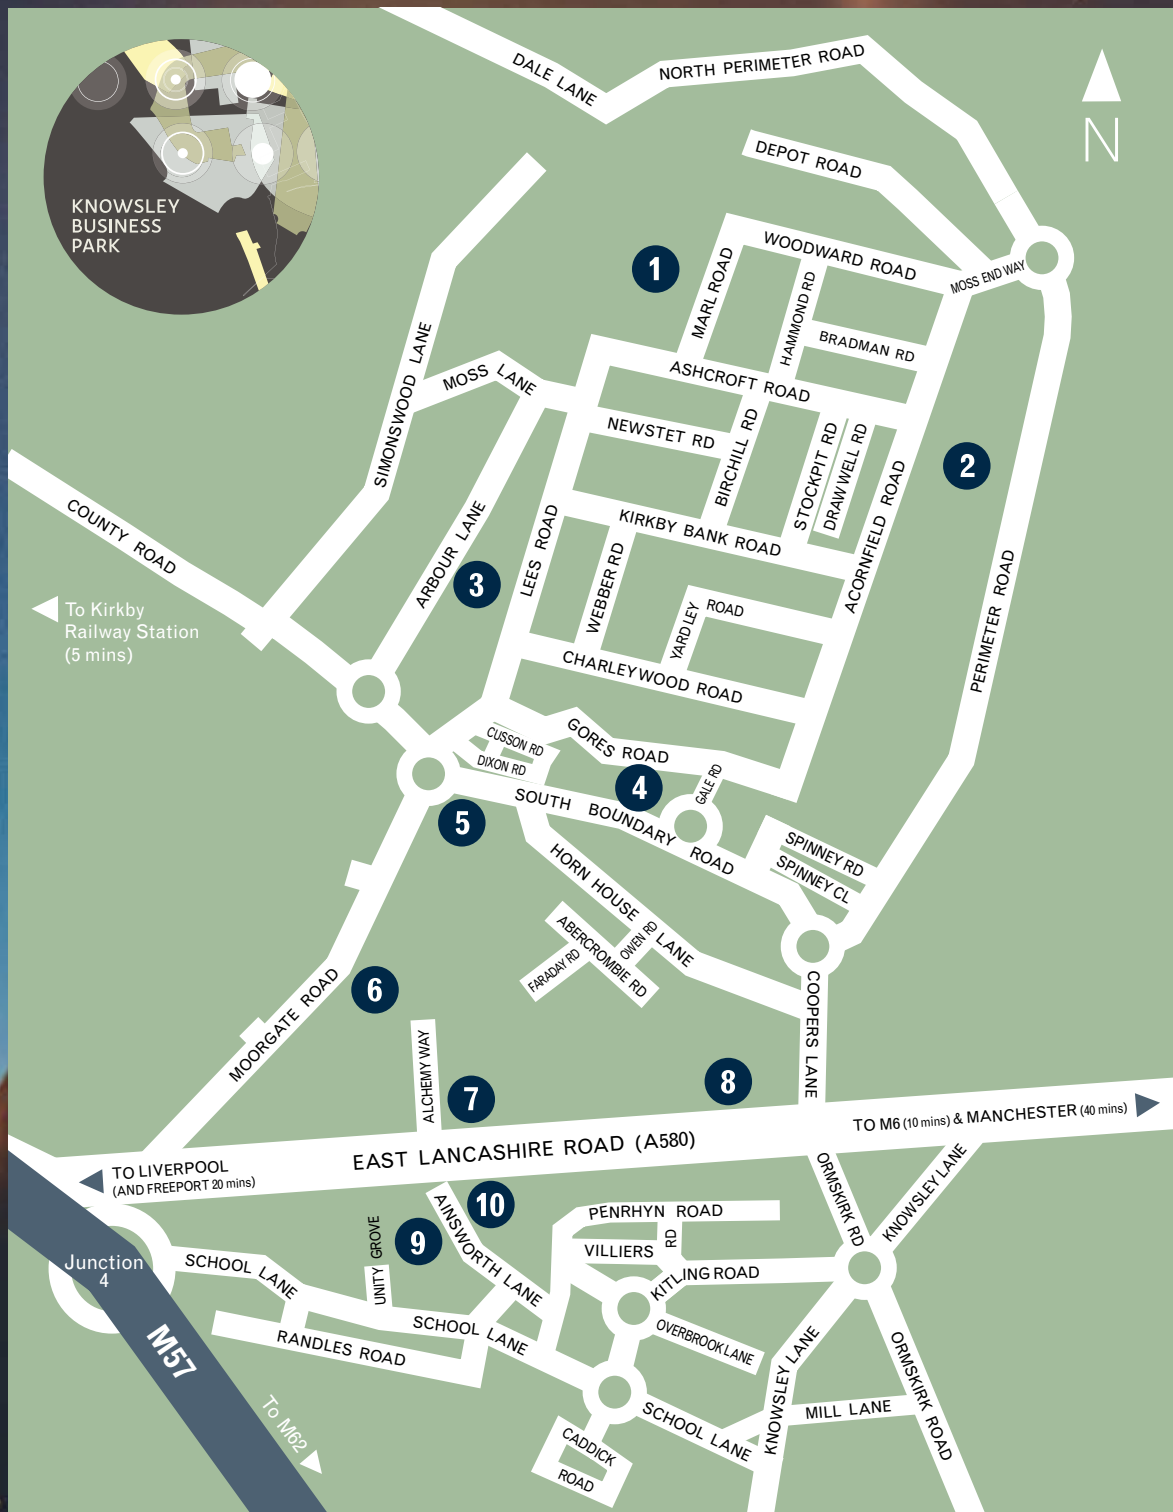 KNOWSLEY
BUSINESS
PARK
DALE LANE
NORTH PERIMETER ROAD
N
DEPOT ROAD
WOODWARD ROAD
MOSS END WAY
1
MARL ROAD
HAMMOND RD
BRADMAN RD
ASHCROFT ROAD
SIMONSWOOD LANE
MOSS LANE
NEWSTET RD
BIRCHILL RD
STOCKPIT RD
DRAWWELL RD
2
ACORNFIELD ROAD
COUNTY ROAD
ARBOUR LANE
3
LEES ROAD
KIRKBY BANK ROAD
WEBBER RD
YARDLEY ROAD
PERIMETER ROAD
To Kirkby
Railway Station
(5 mins)
CHARLEYWOOD ROAD
CUSSON RD
DIXON RD
GORES ROAD
4
GALE RD
5
SOUTH BOUNDARY ROAD
SPINNEY RD
SPINNEY CL
HORN HOUSE LANE
ABERCROMBIE RD
OWEN RD
FARADAY RD
6
MOORGATE ROAD
COOPERS LANE
ALCHEMY WAY
7
8
TO M6 (10 mins) & MANCHESTER (40 mins)
EAST LANCASHIRE ROAD (A580)
TO LIVERPOOL
(AND FREEPORT 20 mins)
10
AINSWORTH LANE
9
UNITY GROVE
PENRHYN ROAD
VILLIERS RD
KITLING ROAD
ORMSKIRK RD
KNOWSLEY LANE
Junction
4
SCHOOL LANE
SCHOOL LANE
RANDLES ROAD
OVERBROOK LANE
M57
To M62
SCHOOL LANE
CADDICK
ROAD
KNOWSLEY LANE
MILL LANE
ORMSKIRK ROAD